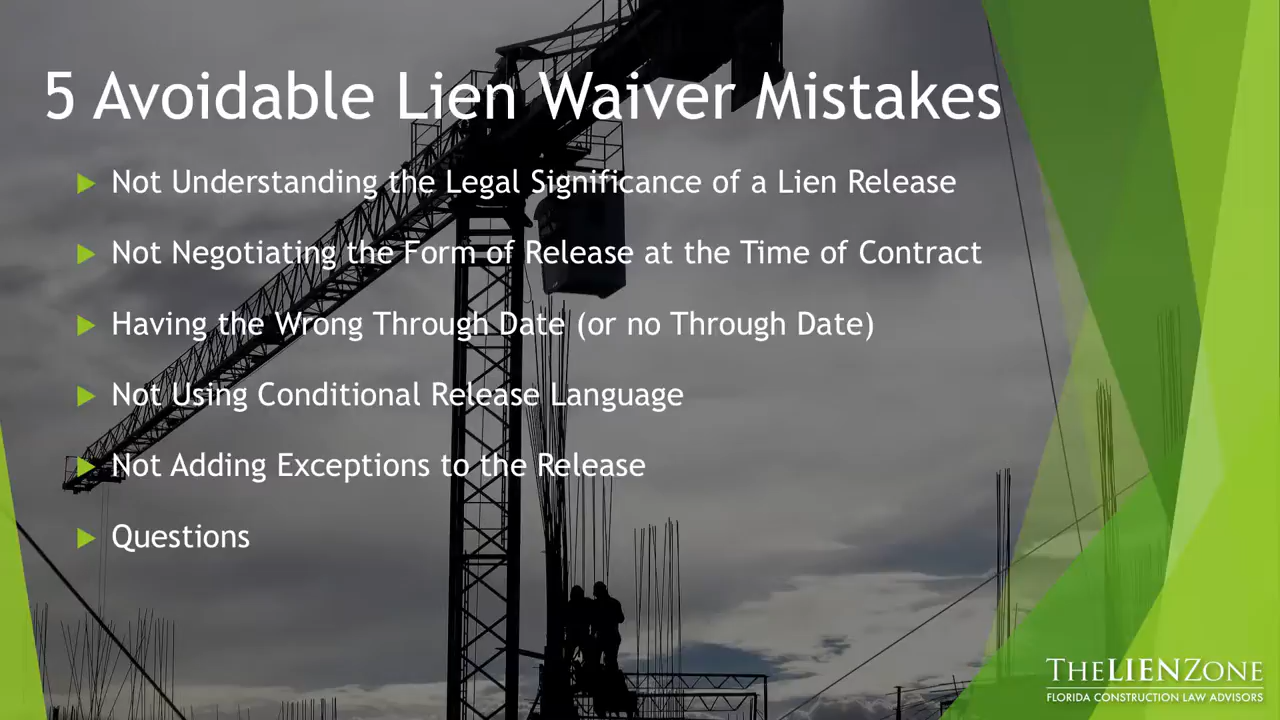 5 Avoidable Lien Waiver Mistakes
Not Understanding the Legal Significance of a Lien Release
Not Negotiating the Form of Release at the Time of Contract
Having the Wrong Through Date (or no Through Date)
Not Using Conditional Release Language
Not Adding Exceptions to the Release
Questions
THELIENZONE
FLORIDA CONSTRUCTION LAW ADVISORS